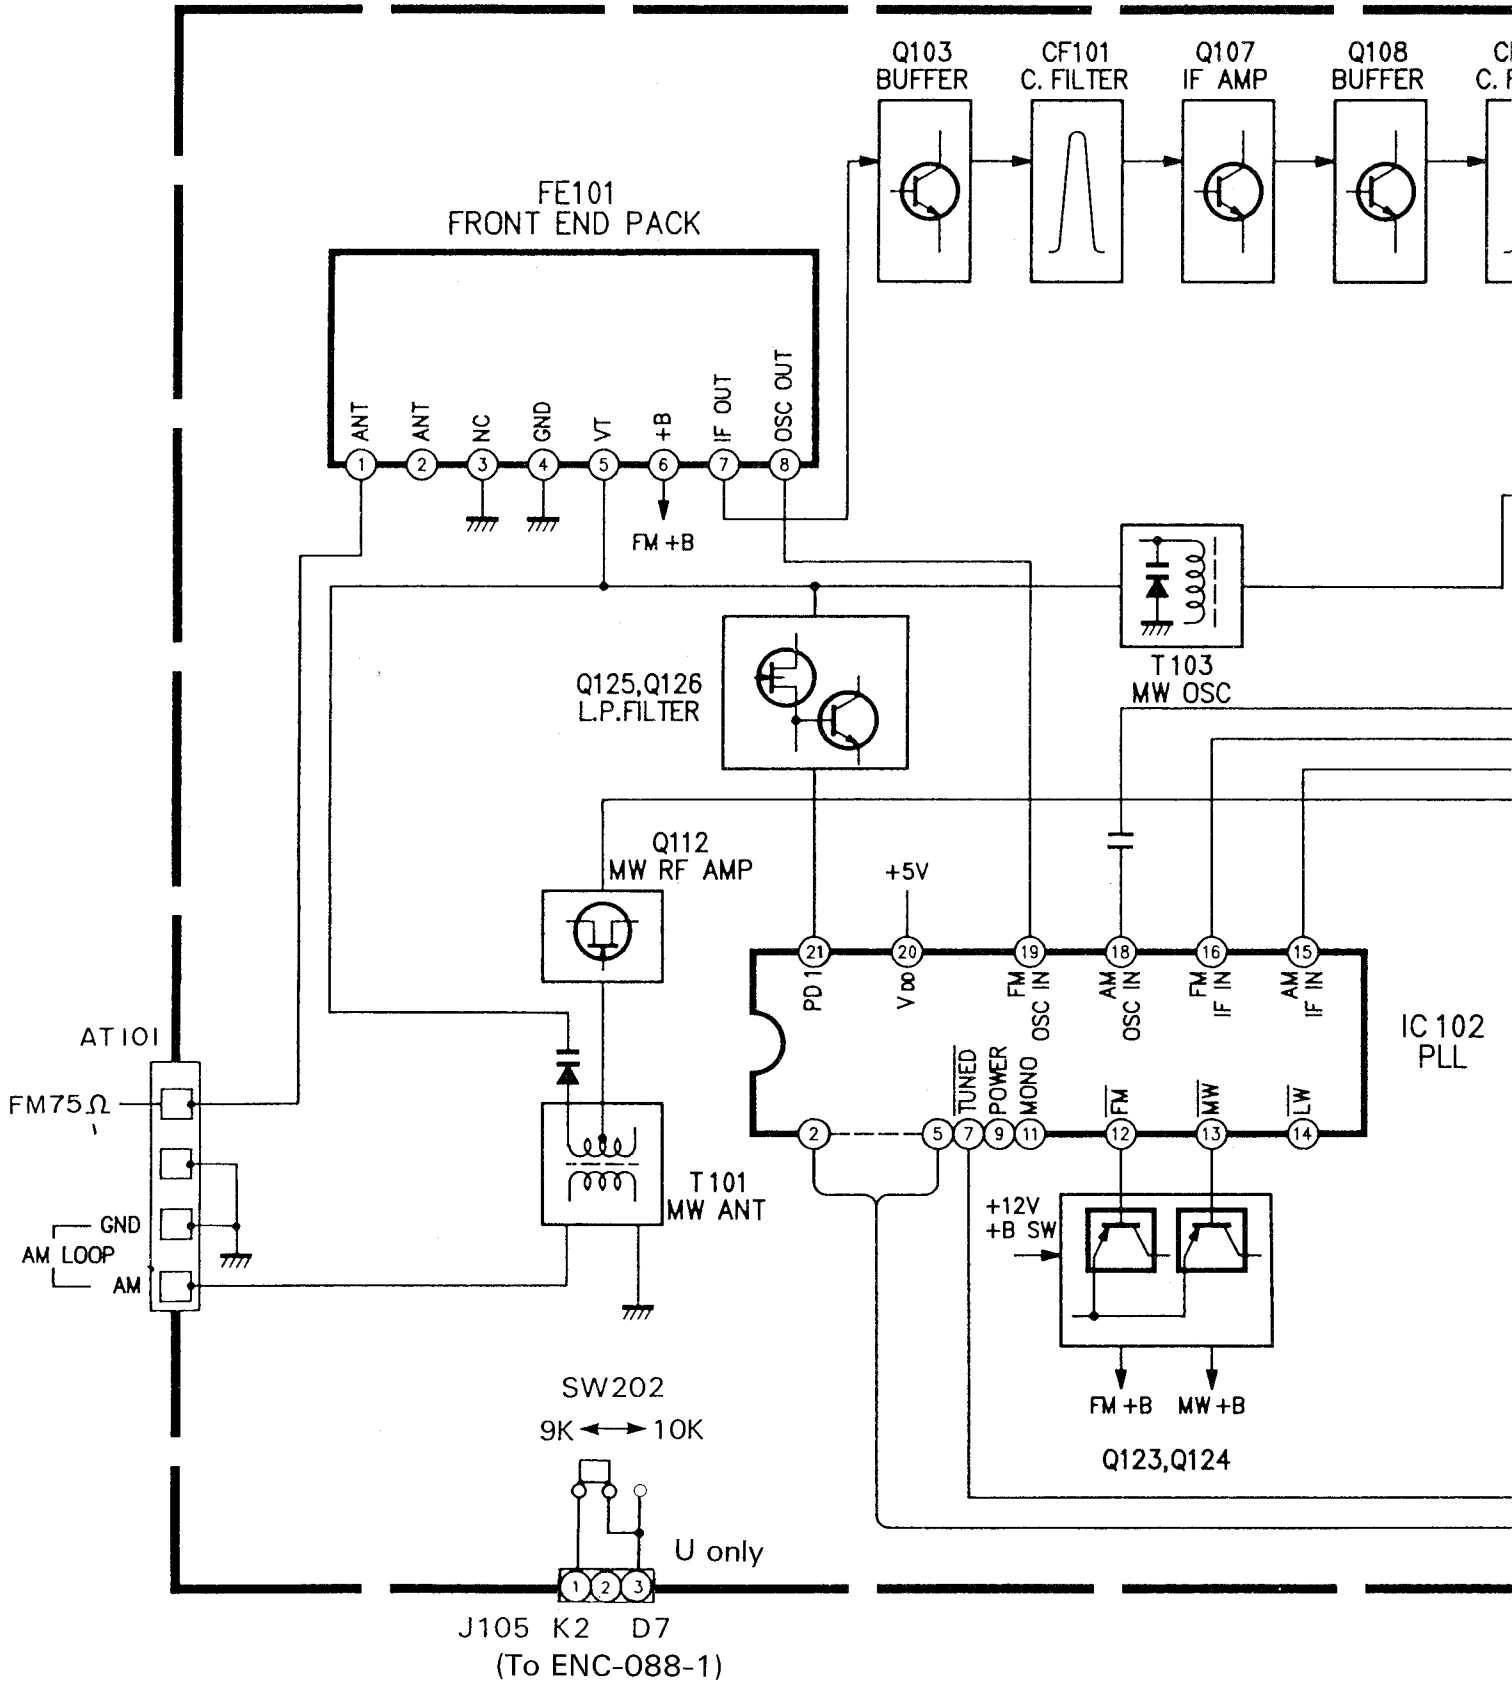 Q103
BUFFER
CF101
C. FILTER
Q107
IF AMP
Q108
BUFFER
FE101
FRONT END PACK
ANT
ANT
NC
GND
VT
+B
IF OUT
OSC OUT
1
2
3
4
5
6
7
8
FM +B
T103
MW OSC
Q125,Q126
L.P.FILTER
Q112
MW RF AMP
+5V
21
20
19
18
16
15
PD 1
VDD
FM
OSC IN
AM
OSC IN
FM
IF IN
AM
IF IN
IC 102
PLL
TUNED
POWER
MONO
FM
MW
LW
2
5
7
9
11
12
13
14
AT101
FM75Ω
GND
AM LOOP
AM
T101
MW ANT
+12V
+B SW
FM +B
MW +B
Q123,Q124
SW202
9K
10K
U only
1
2
3
J105 K2 D7
(To ENC-088-1)